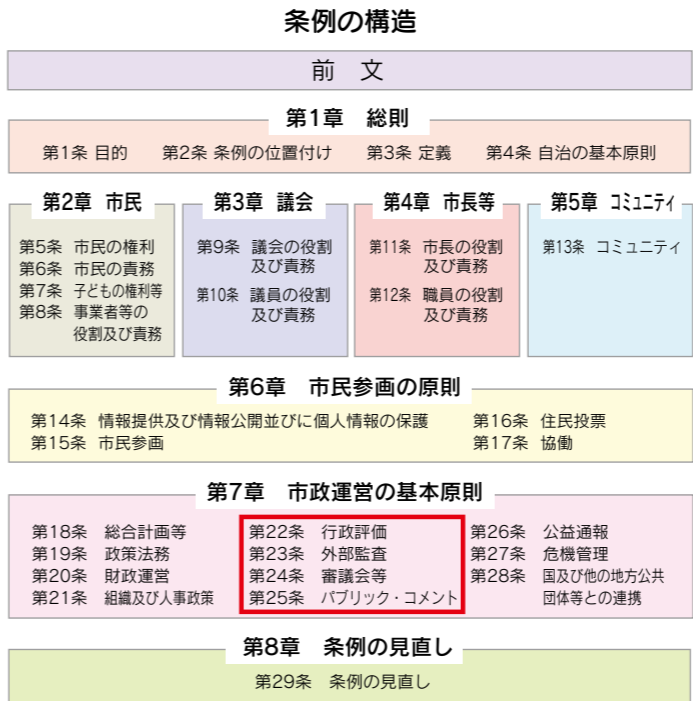 条例の構造
前 文
第1章 総則
第1条 目的 第2条 条例の位置付け 第3条 定義 第4条 自治の基本原則
第2章 市民
第5条 市民の権利
第6条 市民の責務
第7条 子どもの権利等
第8条 事業者等の
役割及び責務
第3章 議会
第9条 議会の役割
及び責務
第10条 議員の役割
及び責務
第4章 市長等
第11条 市長の役割
及び責務
第12条 職員の役割
及び責務
第5章 コミュニティ
第13条 コミュニティ
第6章 市民参画の原則
第14条 情報提供及び情報公開並びに個人情報の保護
第15条 市民参画
第16条 住民投票
第17条 協働
第7章 市政運営の基本原則
第18条 総合計画等
第19条 政策法務
第20条 財政運営
第21条 組織及び人事政策
第22条 行政評価
第23条 外部監査
第24条 審議会等
第25条 パブリック・コメント
第26条 公益通報
第27条 危機管理
第28条 国及び他の地方公共
団体等との連携
第8章 条例の見直し
第29条 条例の見直し